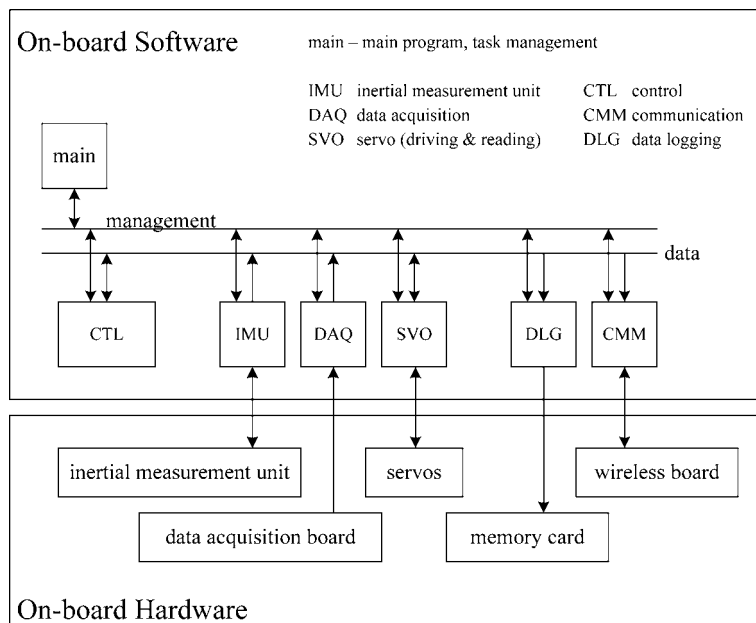 On-board Software
main – main program, task management
IMU inertial measurement unit
CTL control
DAQ data acquisition
CMM communication
SVO servo (driving & reading)
DLG data logging
main
management
data
CTL
IMU
DAQ
SVO
DLG
CMM
inertial measurement unit
servos
wireless board
data acquisition board
memory card
On-board Hardware